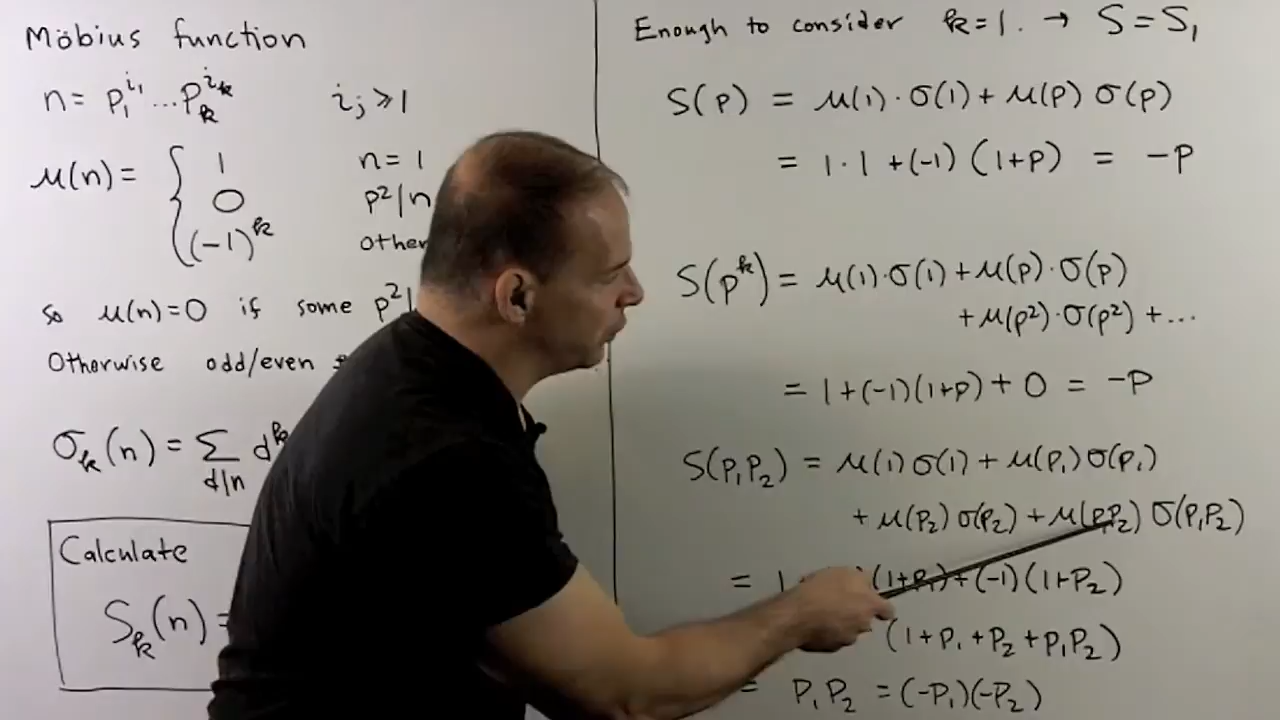 Möbius function
n = p₁^i₁ ... p_k^i_k   i_j ≥ 1
μ(n) = { 1   n = 1
0   p²|n
(-1)^k
so μ(n)=0 if some p²|
Otherwise odd/even
σ_k(n) = Σ_{d|n} d^k
Calculate
S_k(n) =
Enough to consider k=1. → S = S₁
S(p) = μ(1)·σ(1) + μ(p) σ(p)
= 1·1 + (-1) (1+p) = -p
S(p^k) = μ(1)·σ(1) + μ(p)·σ(p)
+ μ(p²)·σ(p²) + ...
= 1 + (-1)(1+p) + 0 = -p
S(p₁p₂) = μ(1) σ(1) + μ(p₁) σ(p₁)
+ μ(p₂) σ(p₂) + μ(p₁p₂) σ(p₁p₂)
= 1 (1+p₁) + (-1)(1+p₂)
(1+p₁+p₂+p₁p₂)
= p₁p₂ = (-p₁)(-p₂)